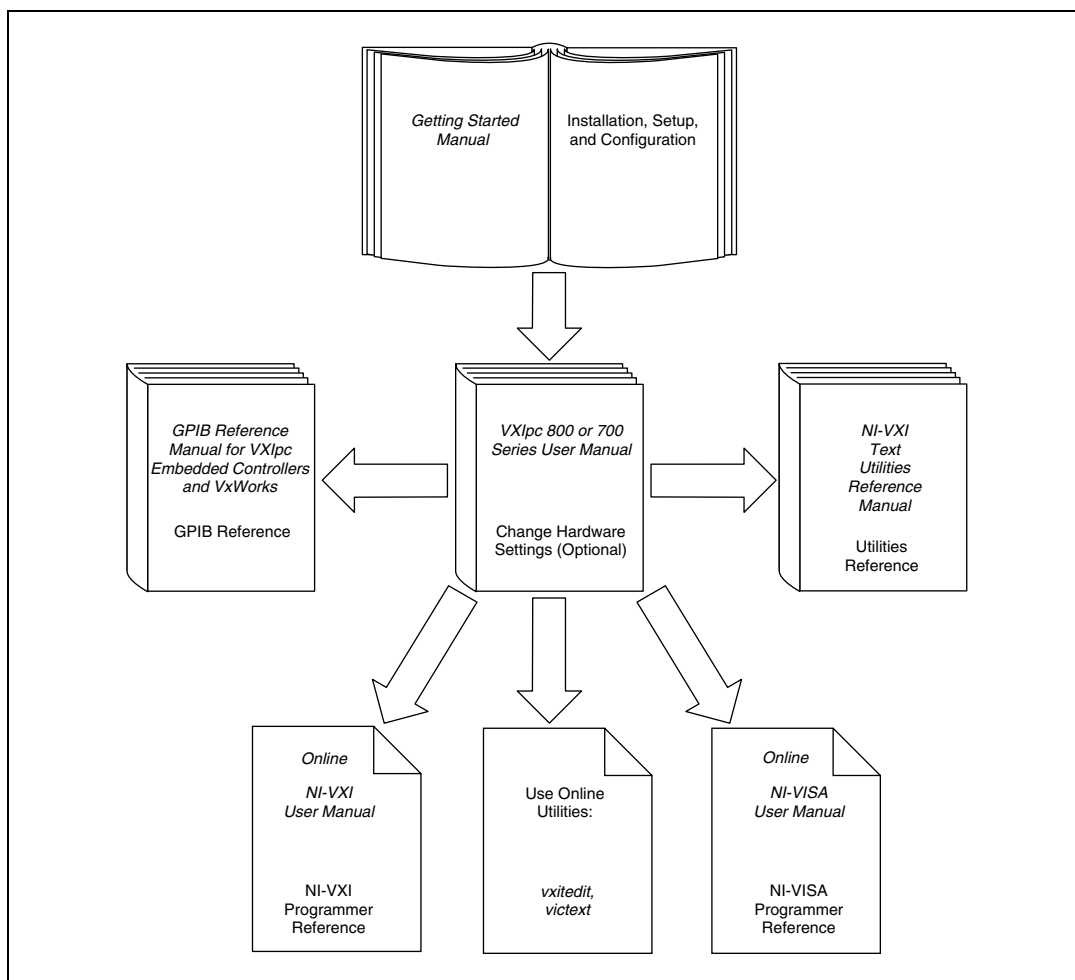 Getting Started
Manual
Installation, Setup,
and Configuration
GPIB Reference
Manual for VXIpc
Embedded Controllers
and VxWorks
GPIB Reference
VXIpc 800 or 700
Series User Manual
Change Hardware
Settings (Optional)
NI-VXI
Text
Utilities
Reference
Manual
Utilities
Reference
Online
NI-VXI
User Manual
NI-VXI
Programmer
Reference
Use Online
Utilities:
vxitedit,
victext
Online
NI-VISA
User Manual
NI-VISA
Programmer
Reference